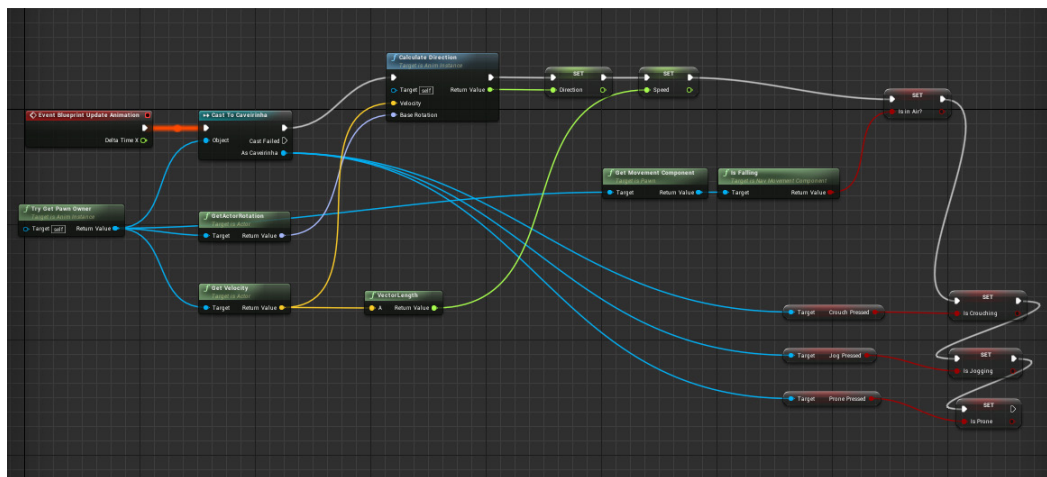 Calculate Direction
Target is Anim Instance
Target self Return Value
Velocity
Base Rotation
SET
Direction
SET
Speed
SET
Is in Air?
Event Blueprint Update Animation
Delta Time X
Cast To Caveirinha
Object Cast Failed
As Caveirinha
Get Movement Component
Target is Pawn
Target Return Value
Is Falling
Target is Nav Movement Component
Target Return Value
Try Get Pawn Owner
Target is Anim Instance
Target self Return Value
GetActorRotation
Target is Actor
Target Return Value
Get Velocity
Target is Actor
Target Return Value
VectorLength
A Return Value
Target Crouch Pressed
SET
Is Crouching
Target Jog Pressed
SET
Is Jogging
Target Prone Pressed
SET
Is Prone